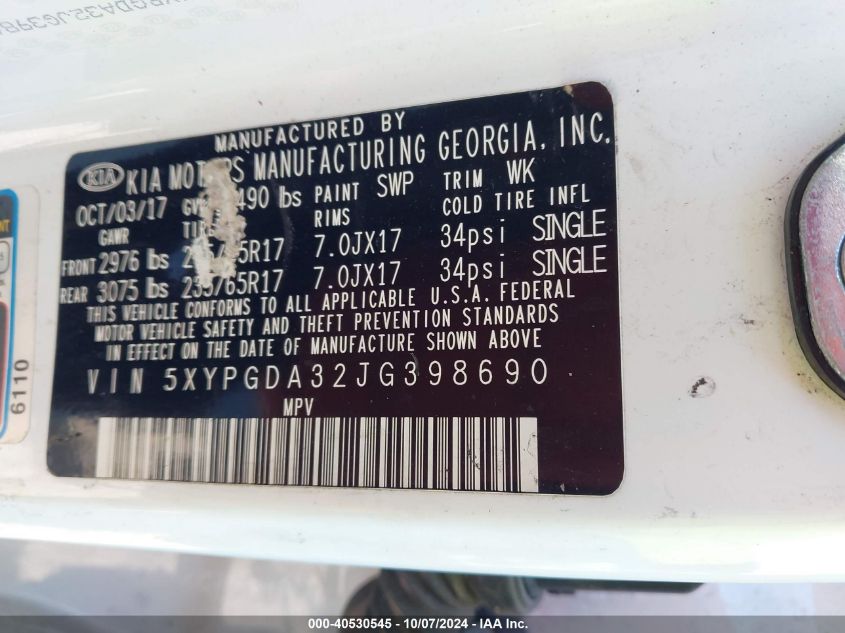 MANUFACTURED BY
KIA MOTORS MANUFACTURING GEORGIA, INC.
OCT/03/17 490 lbs PAINT SWP TRIM WK
GAWR RIMS COLD TIRE INFL
FRONT 2976 lbs 7.0JX17 34psi SINGLE
REAR 3075 lbs 235/65R17 7.0JX17 34psi SINGLE
THIS VEHICLE CONFORMS TO ALL APPLICABLE U.S.A. FEDERAL
MOTOR VEHICLE SAFETY AND THEFT PREVENTION STANDARDS
IN EFFECT ON THE DATE OF MANUFACTURE SHOWN ABOVE
VIN 5XYPGDA32JG398690
MPV
6110
000-40530545 - 10/07/2024 - IAA Inc.